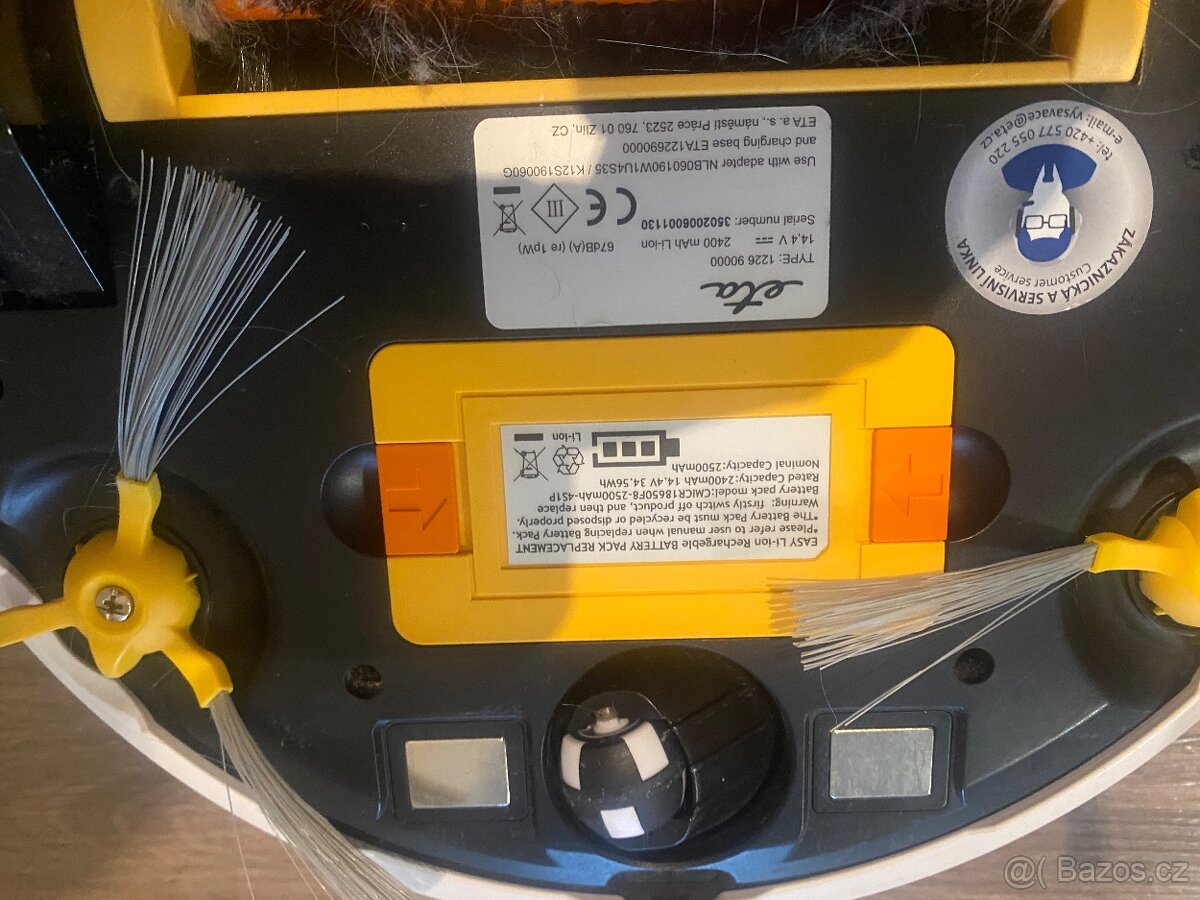 eta
TYPE: 1226 90000
14,4 V 2400 mAh Li-ion 67dB(A) (re 1pW)
Serial number: 3502006001130
CE
III
Use with adapter NLB060190W1U4S35 / K12S190060G
and charging base ETA122690000
ETA a. s., náměstí Práce 2523, 760 01 Zlín, CZ
ZÁKAZNICKÁ A SERVISNÍ LINKA
Customer service
tel: +420 577 055 220
e-mail: vysavace@eta.cz
EASY Li-ion Rechargeble BATTERY PACK REPLACEMENT
*Please to refer to user manual when replacing Battery Pack.
*The Battery Pack must be recycled or disposed properly,
Warning: firstly switch off product, and then replace
Battery pack model:CMICR18650F8-2500mAh-4S1P
Rated Capacity:2400mAh 14.4V 34.56Wh
Nominal Capacity:2500mAh
Li-ion
@( Bazos.cz